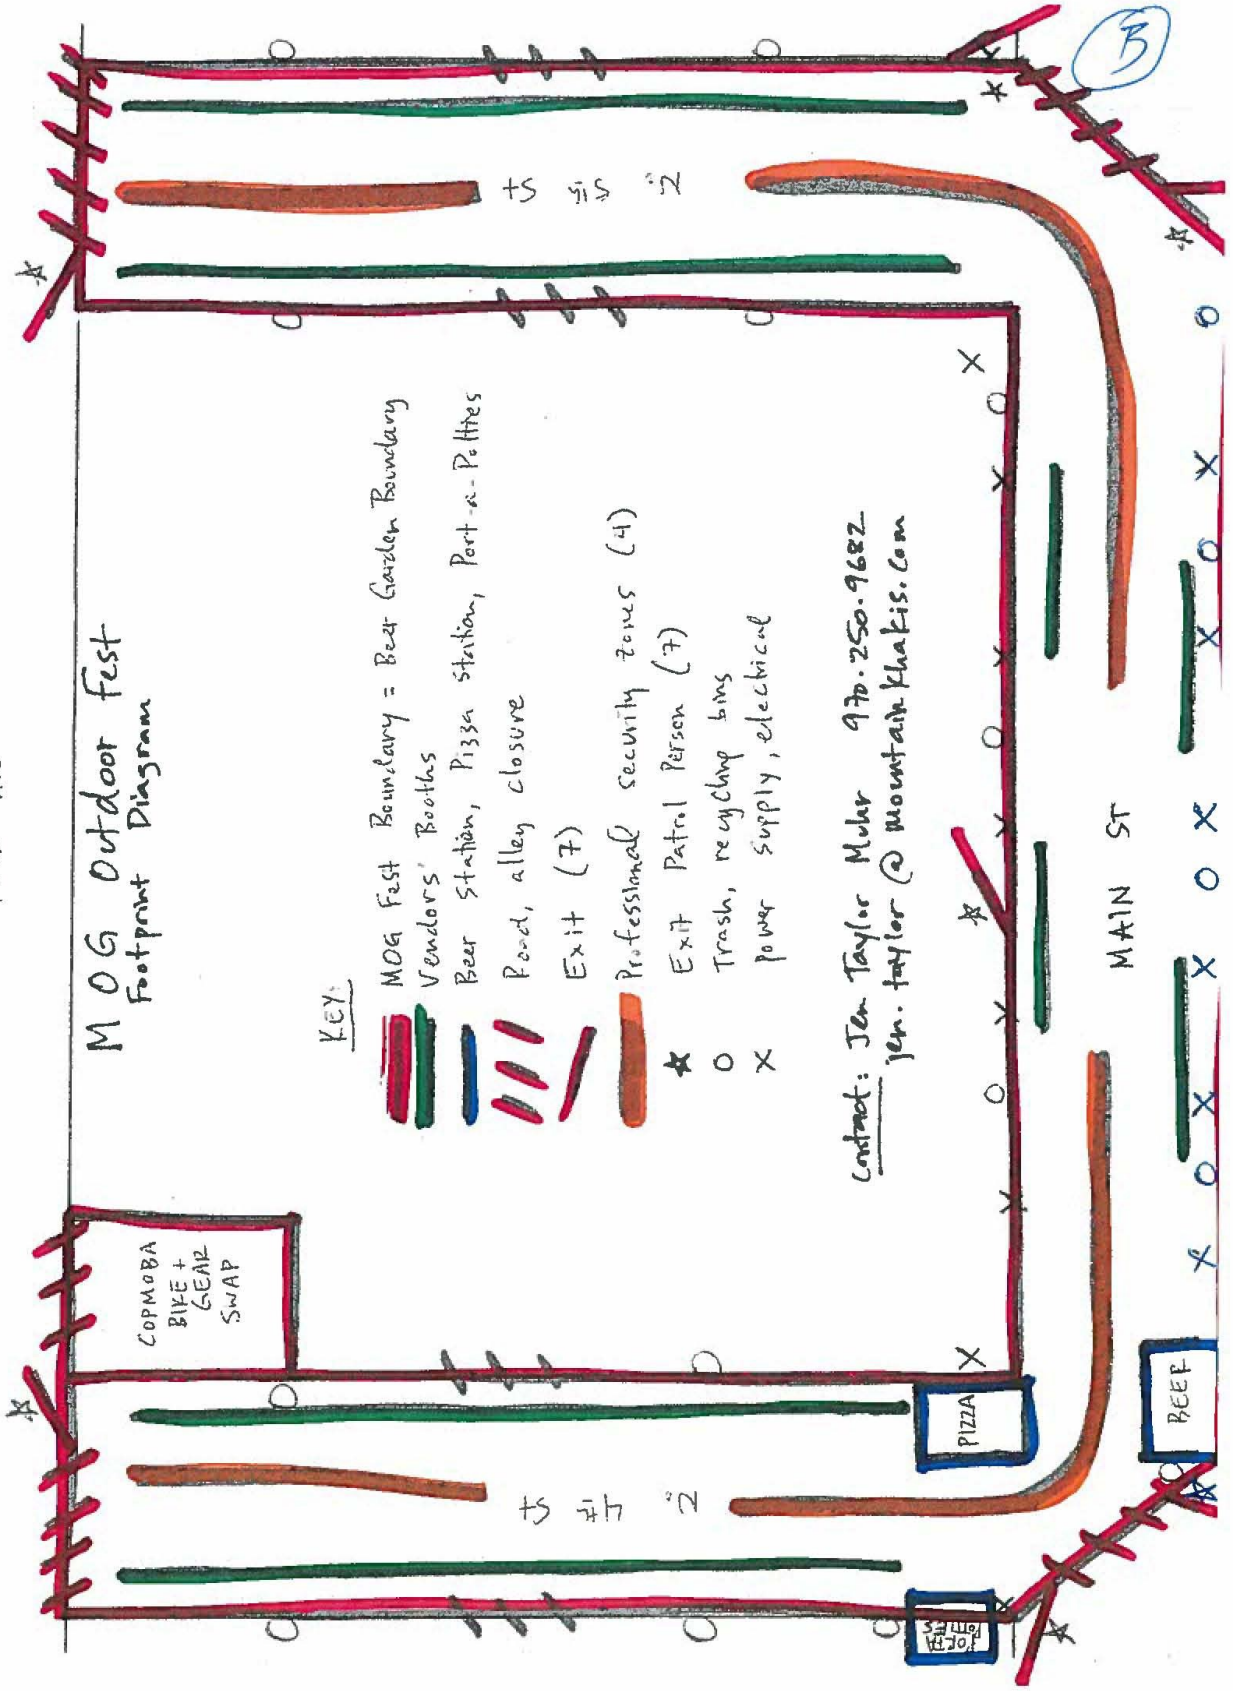 MOG Outdoor Fest
Footprint Diagram
KEY:
MOG Fest Boundary = Beer Garden Boundary
Vendors' Booths
Beer Station, Pizza Station, Port-a-Potties
Road, alley closure
Exit (7)
Professional security zones (4)
Exit Patrol Person (7)
Trash, recycling bins
power supply, electrical
Contact: Jen Taylor Muhr 970.250.9682
jen.taylor@mountainkhakis.com
COPMOBA
BIKE +
GEAR
SWAP
N. 4th St
N. 5th St
MAIN ST
PIZZA
BEER
PORTA
POTTIES
B